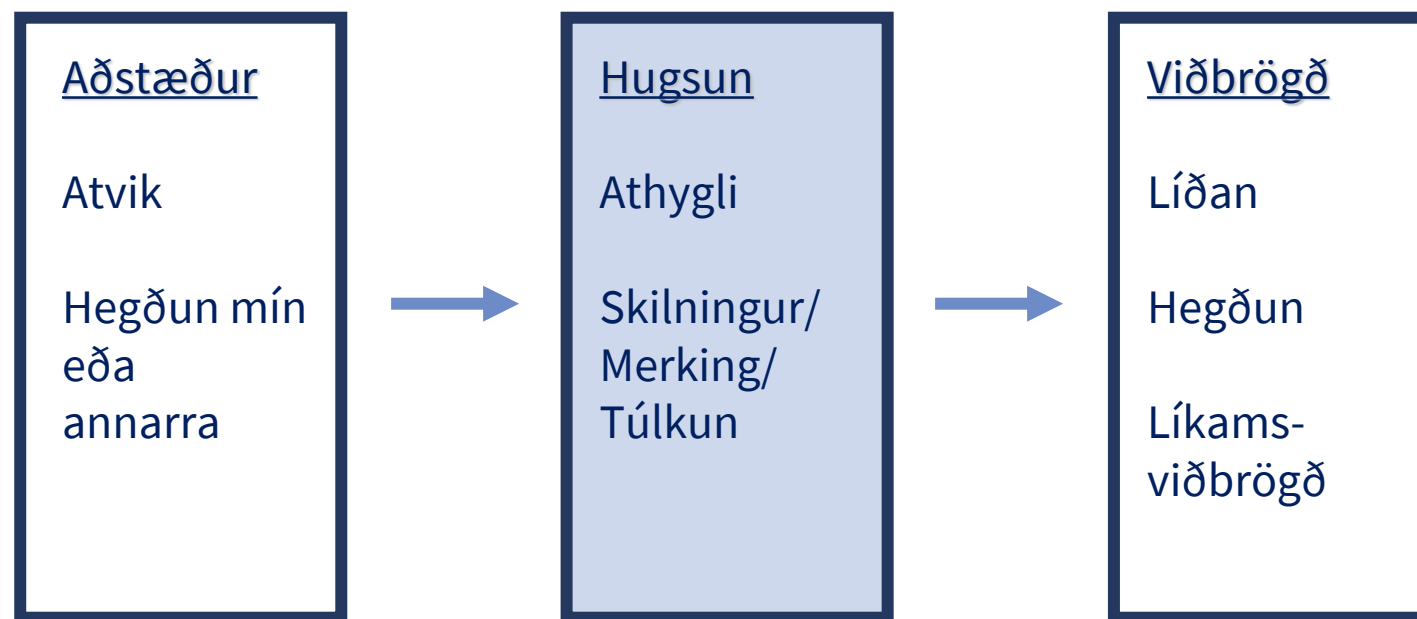 Aðstæður
Atvik
Hegðun mín
eða
annarra
Hugsun
Athygli
Skilningur/
Merking/
Túlkun
Viðbrögð
Líðan
Hegðun
Líkams-
viðbrögð